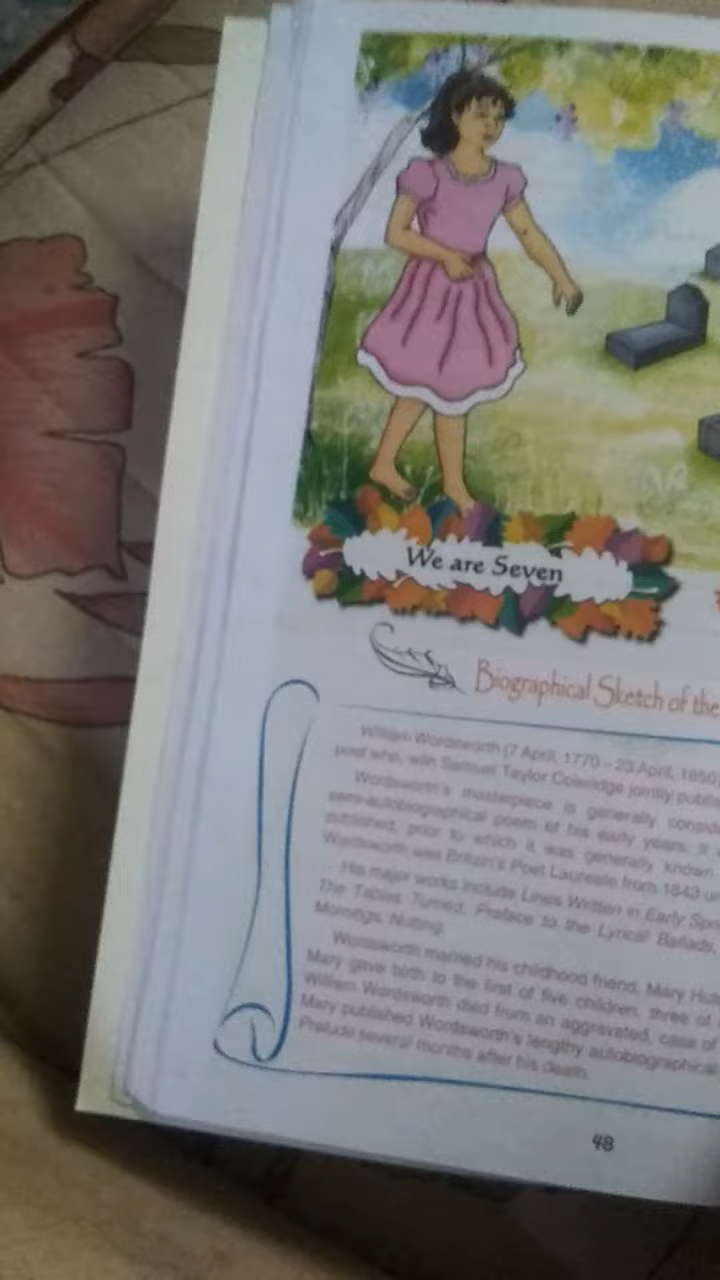 We are Seven
Biographical Sketch of the
William Wordsworth (7 April, 1770 – 23 April, 1850)
poet who, with Samuel Taylor Coleridge jointly
Wordsworth's masterpiece is generally
semi-autobiographical poem of his early years. It
published, prior to which it was generally known
Wordsworth was Britain's Poet Laureate from 1843
His major works include Lines Written in Early
The Tables Turned, Preface to the Lyrical Ballads,
Mornings, Nutting.
Wordsworth married his childhood friend, Mary
Mary gave birth to the first of five children, three of
William Wordsworth died from an aggravated, case of
Mary published Wordsworth's lengthy autobiographical
Prelude several months after his death.
48